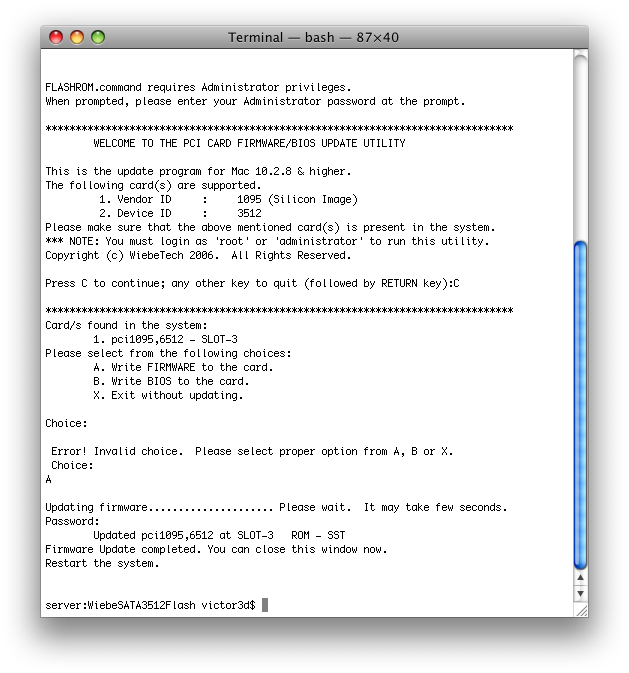 Terminal — bash — 87×40
FLASHROM.command requires Administrator privileges.
When prompted, please enter your Administrator password at the prompt.
******************************************************************************
WELCOME TO THE PCI CARD FIRMWARE/BIOS UPDATE UTILITY
This is the update program for Mac 10.2.8 & higher.
The following card(s) are supported.
1. Vendor ID : 1095 (Silicon Image)
2. Device ID : 3512
Please make sure that the above mentioned card(s) is present in the system.
*** NOTE: You must login as 'root' or 'administrator' to run this utility.
Copyright (c) WiebeTech 2006. All Rights Reserved.
Press C to continue; any other key to quit (followed by RETURN key):C
******************************************************************************
Card/s found in the system:
1. pci1095,6512 - SLOT-3
Please select from the following choices:
A. Write FIRMWARE to the card.
B. Write BIOS to the card.
X. Exit without updating.
Choice:
Error! Invalid choice. Please select proper option from A, B or X.
Choice:
A
Updating firmware..................... Please wait. It may take few seconds.
Password:
Updated pci1095,6512 at SLOT-3 ROM - SST
Firmware Update completed. You can close this window now.
Restart the system.
server:WiebeSATA3512Flash victor3d$